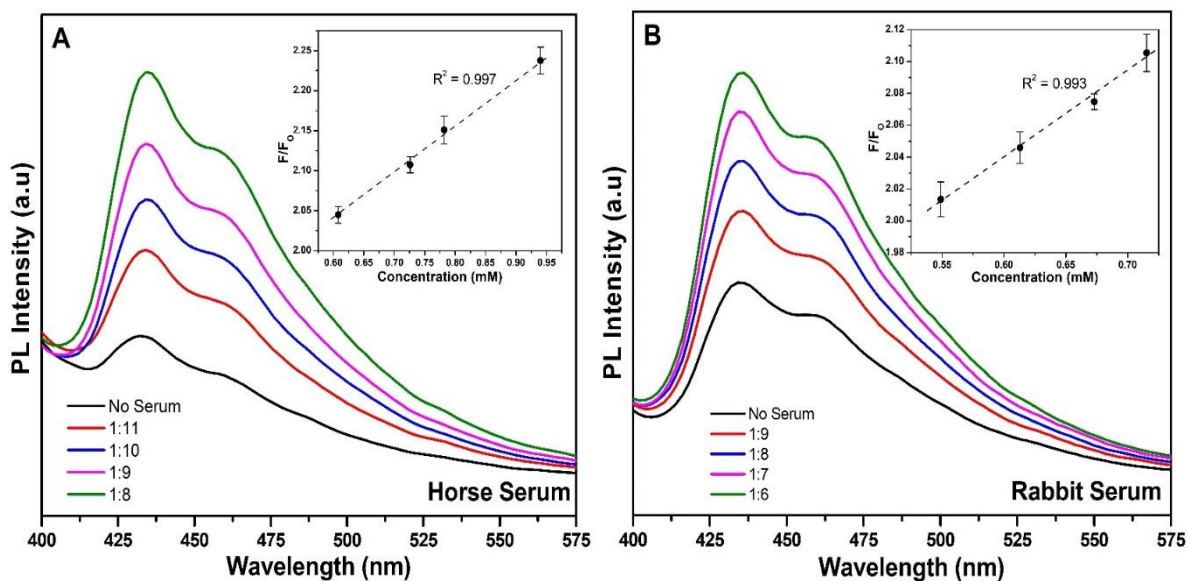 A
R² = 0.997
F/F₀
2.25
2.20
2.15
2.10
2.05
2.00
0.60 0.65 0.70 0.75 0.80 0.85 0.90 0.95
Concentration (mM)
PL Intensity (a.u)
No Serum
1:11
1:10
1:9
1:8
Horse Serum
400 425 450 475 500 525 550 575
Wavelength (nm)
B
R² = 0.993
F/F₀
2.12
2.10
2.08
2.06
2.04
2.02
2.00
1.98
0.55 0.60 0.65 0.70
Concentration (mM)
PL Intensity (a.u)
No Serum
1:9
1:8
1:7
1:6
Rabbit Serum
400 425 450 475 500 525 550 575
Wavelength (nm)